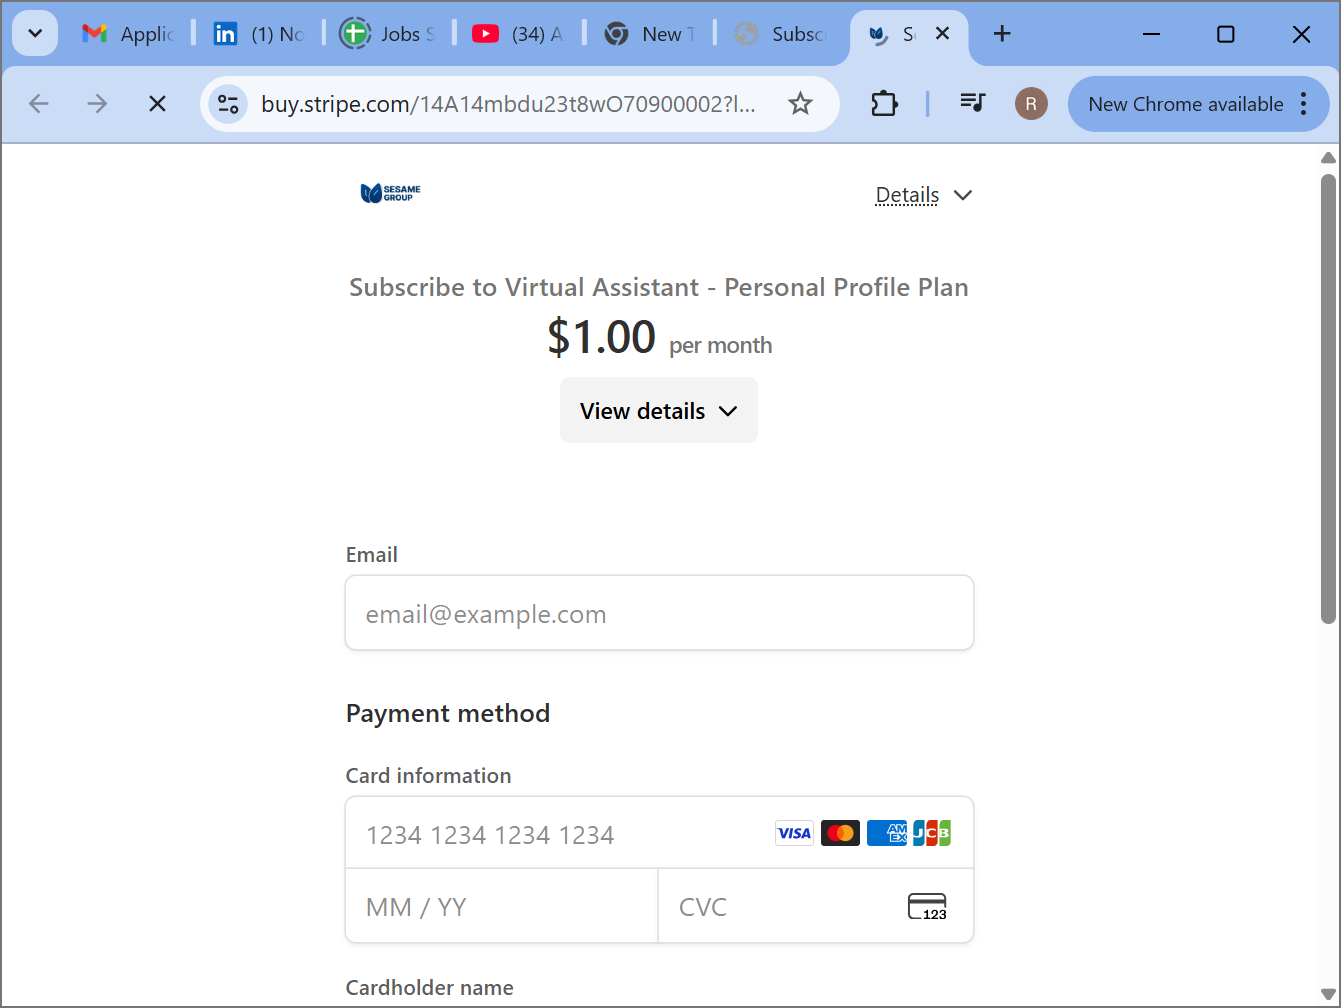 Applic
(1) No
Jobs S
(34) A
New T
Subsc
S
buy.stripe.com/14A14mbdu23t8wO70900002?l...
R
New Chrome available
SESAME
GROUP
Details
Subscribe to Virtual Assistant - Personal Profile Plan
$1.00 per month
View details
Email
email@example.com
Payment method
Card information
1234 1234 1234 1234
VISA
AM
EX
JCB
MM / YY
CVC
123
Cardholder name